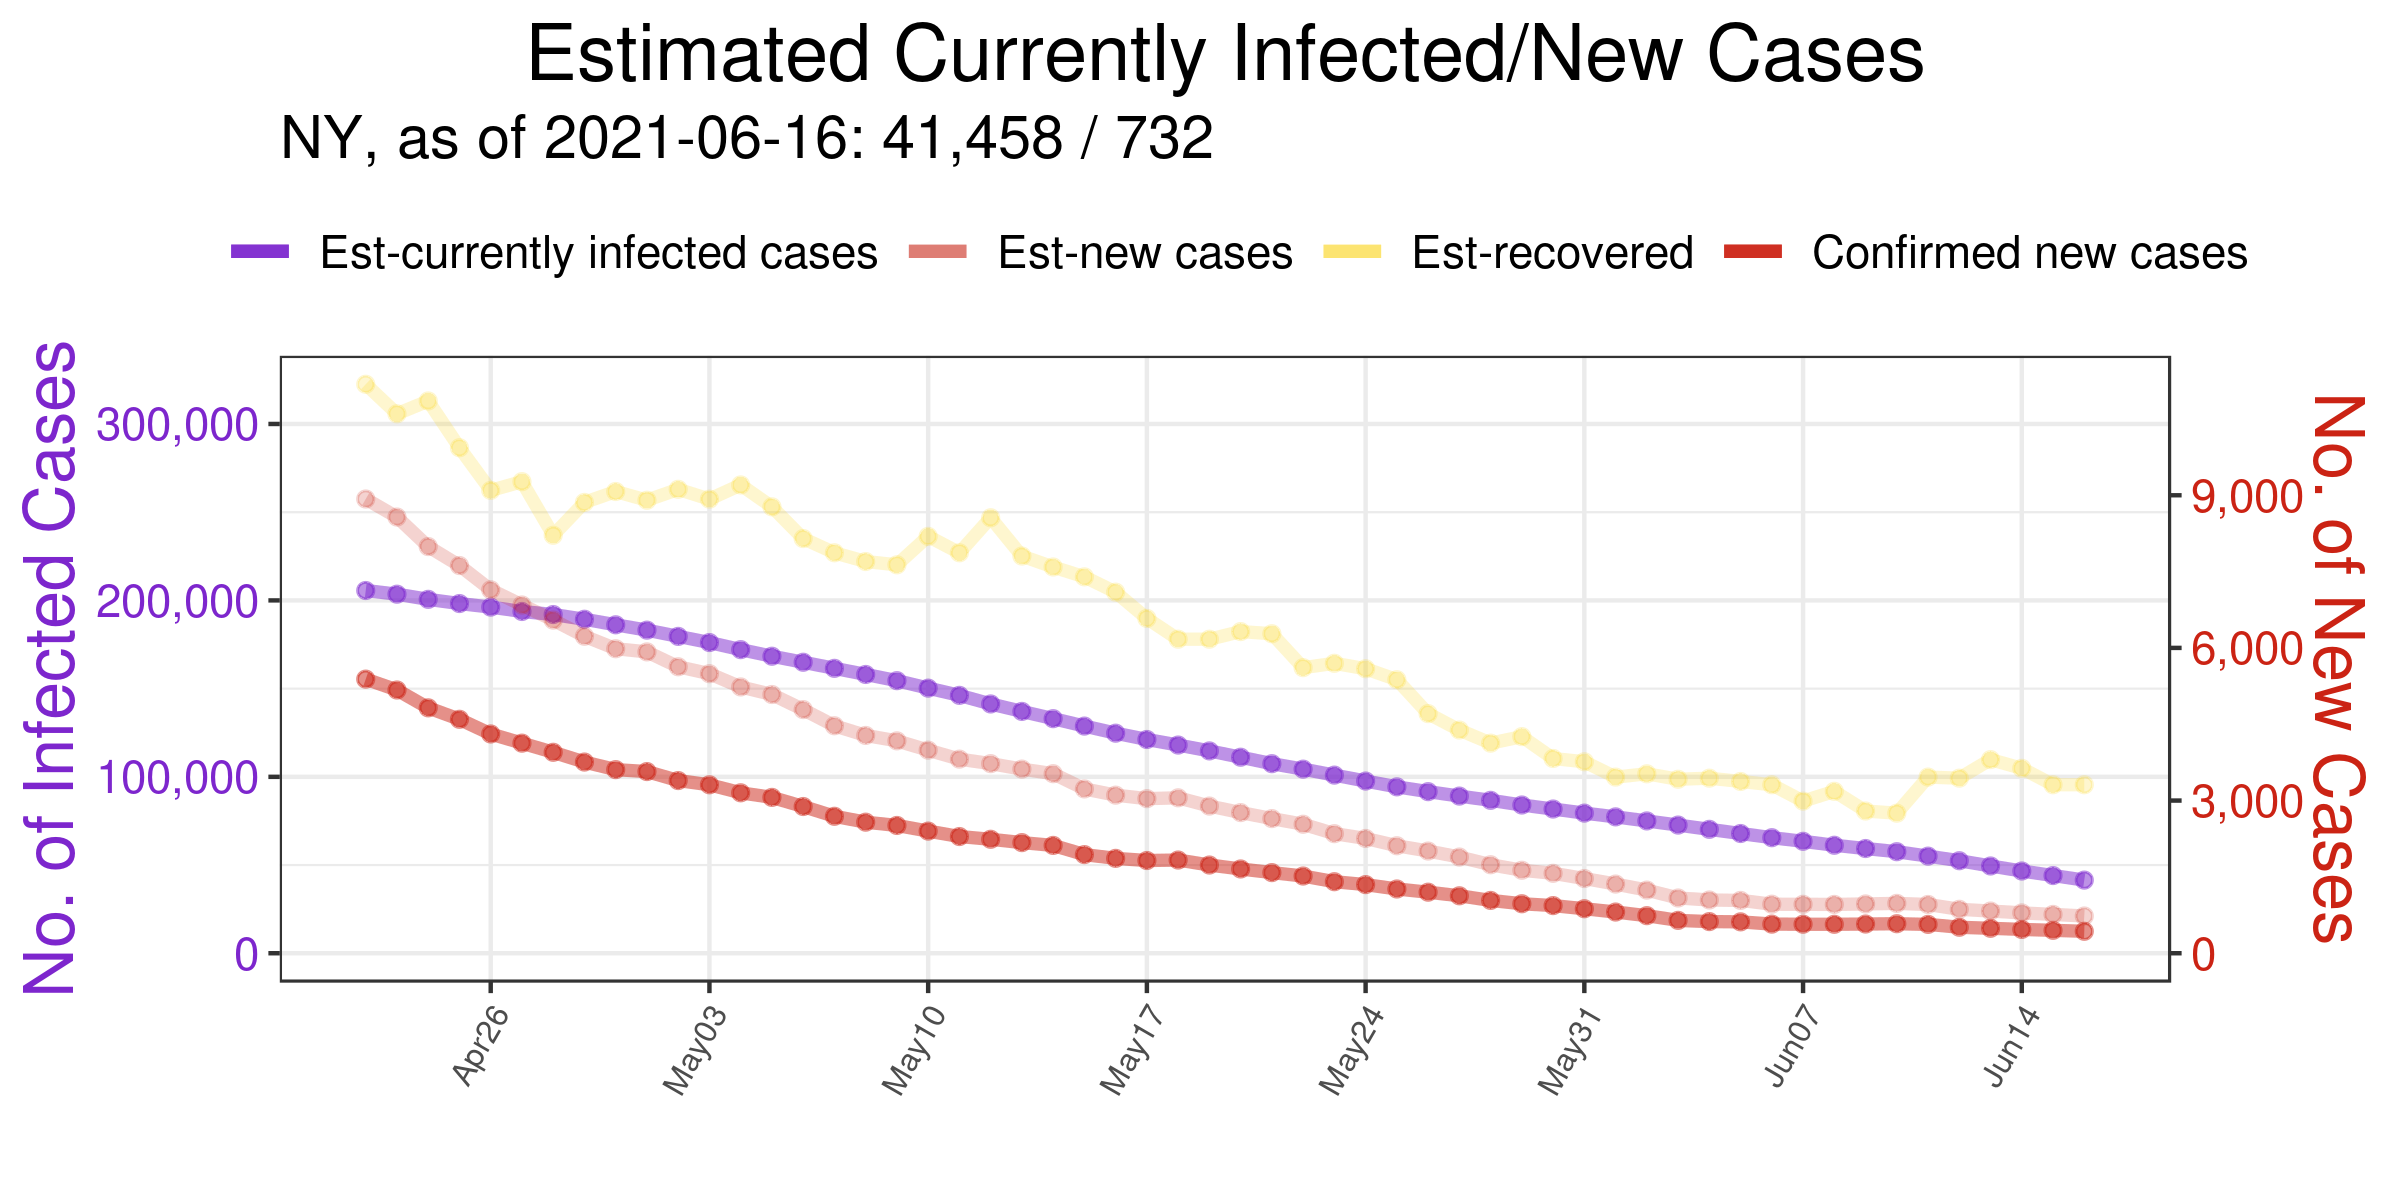 Estimated Currently Infected/New Cases
NY, as of 2021-06-16: 41,458 / 732
Est-currently infected cases Est-new cases Est-recovered Confirmed new cases
No. of Infected Cases
300,000
200,000
100,000
0
9,000
6,000
3,000
0
No. of New Cases
Apr26 May03 May10 May17 May24 May31 Jun07 Jun14